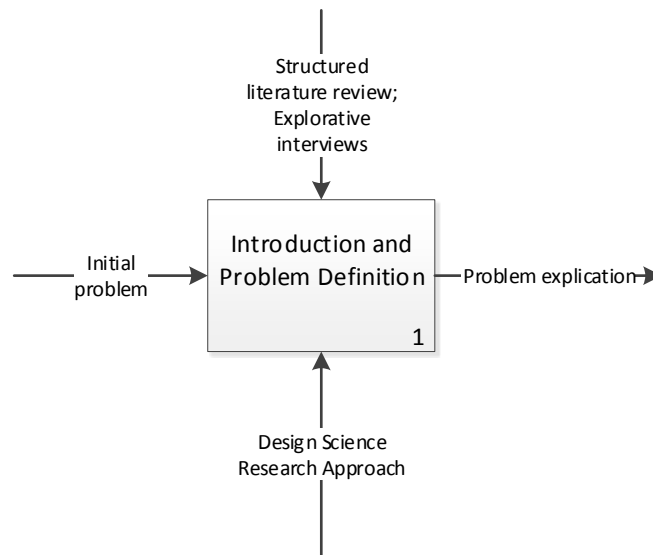 Structured
literature review;
Explorative
interviews
Introduction and
Problem Definition
1
Initial
problem
Problem explication
Design Science
Research Approach